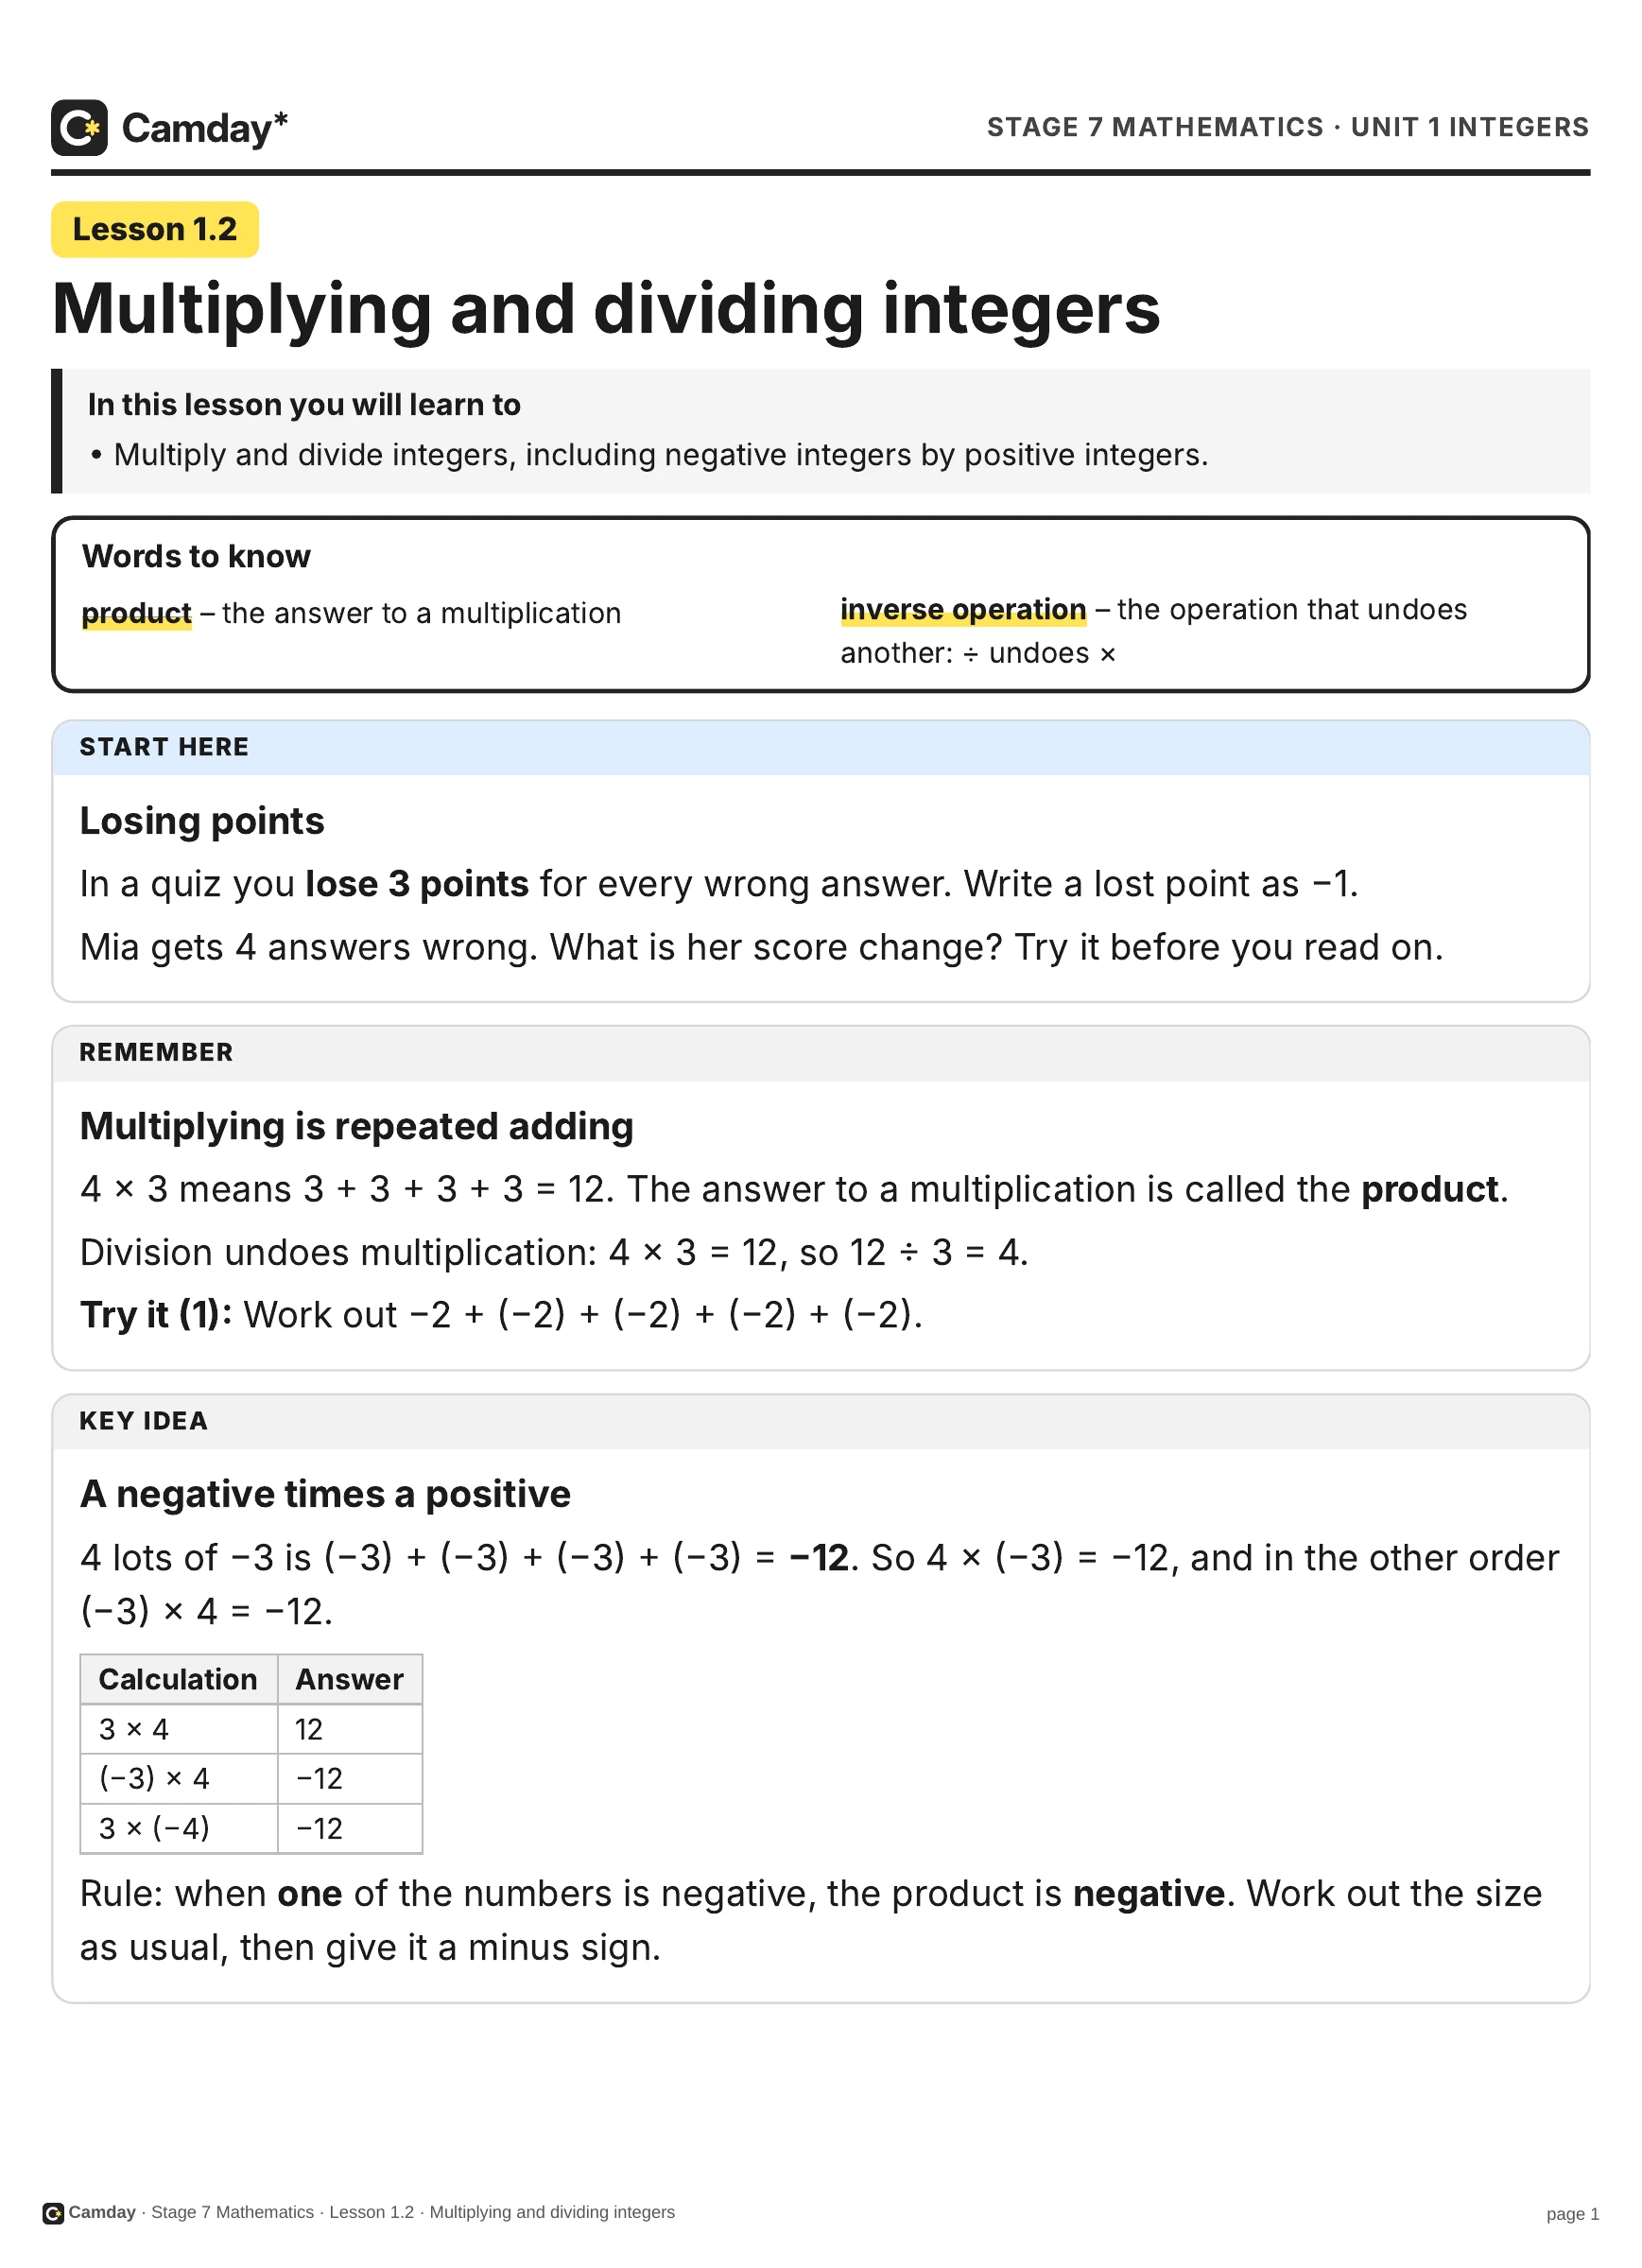 Camday*
STAGE 7 MATHEMATICS · UNIT 1 INTEGERS
Lesson 1.2
Multiplying and dividing integers
In this lesson you will learn to
• Multiply and divide integers, including negative integers by positive integers.
Words to know
product – the answer to a multiplication
inverse operation – the operation that undoes
another: ÷ undoes ×
START HERE
Losing points
In a quiz you lose 3 points for every wrong answer. Write a lost point as −1.
Mia gets 4 answers wrong. What is her score change? Try it before you read on.
REMEMBER
Multiplying is repeated adding
4 × 3 means 3 + 3 + 3 + 3 = 12. The answer to a multiplication is called the product.
Division undoes multiplication: 4 × 3 = 12, so 12 ÷ 3 = 4.
Try it (1): Work out −2 + (−2) + (−2) + (−2) + (−2).
KEY IDEA
A negative times a positive
4 lots of −3 is (−3) + (−3) + (−3) + (−3) = −12. So 4 × (−3) = −12, and in the other order
(−3) × 4 = −12.
Calculation Answer
3 × 4 12
(−3) × 4 −12
3 × (−4) −12
Rule: when one of the numbers is negative, the product is negative. Work out the size
as usual, then give it a minus sign.
Camday · Stage 7 Mathematics · Lesson 1.2 · Multiplying and dividing integers
page 1